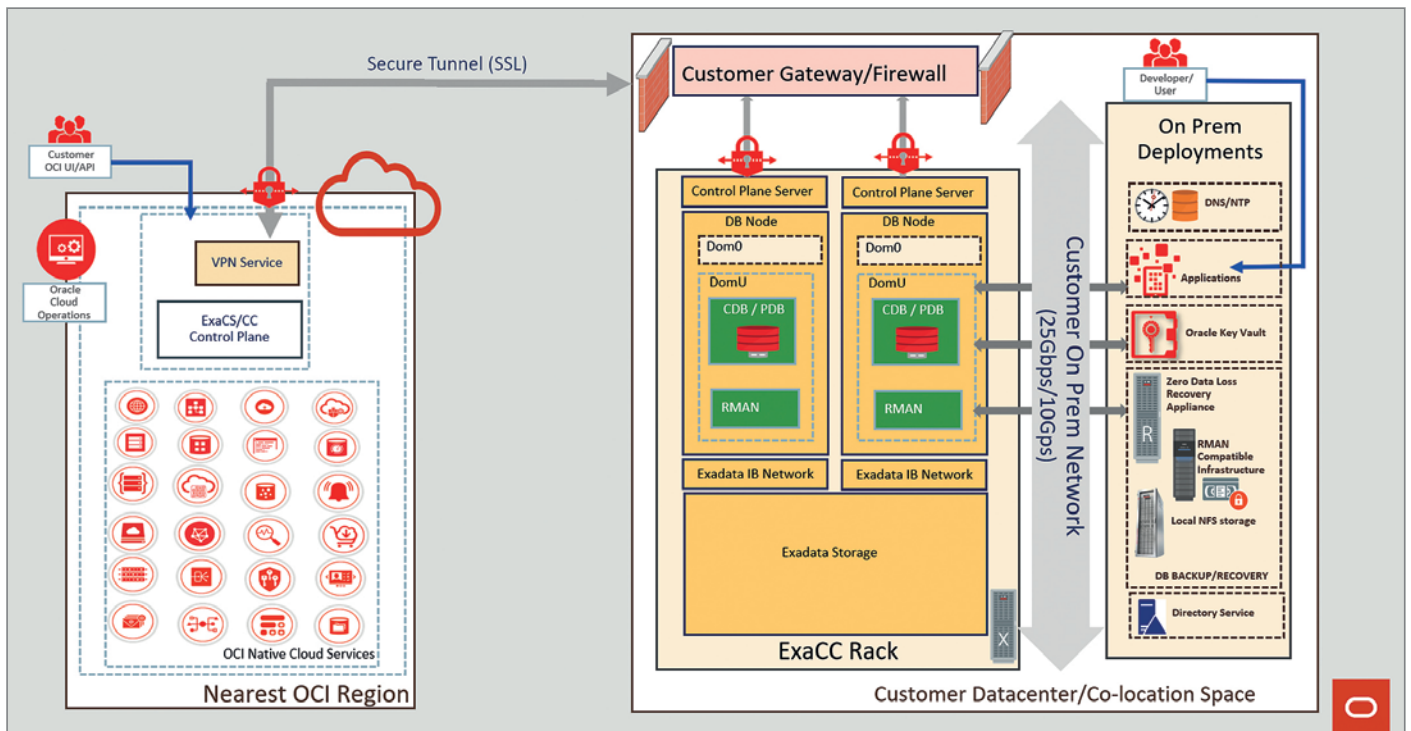 Secure Tunnel (SSL)
Customer
OCI UI/API
Oracle
Cloud
Operations
VPN Service
ExaCS/CC
Control Plane
OCI Native Cloud Services
Nearest OCI Region
Customer Gateway/Firewall
Control Plane Server
DB Node
Dom0
DomU
CDB / PDB
RMAN
Exadata IB Network
Control Plane Server
DB Node
Dom0
DomU
CDB / PDB
RMAN
Exadata IB Network
Exadata Storage
X
ExaCC Rack
Customer On Prem Network
(25Gbps/10Gps)
Developer/
User
On Prem
Deployments
DNS/NTP
Applications
Oracle Key Vault
Zero Data Loss
Recovery
Appliance
R
RMAN
Compatible
Infrastructure
Local NFS storage
DB BACKUP/RECOVERY
Directory Service
Customer Datacenter/Co-location Space